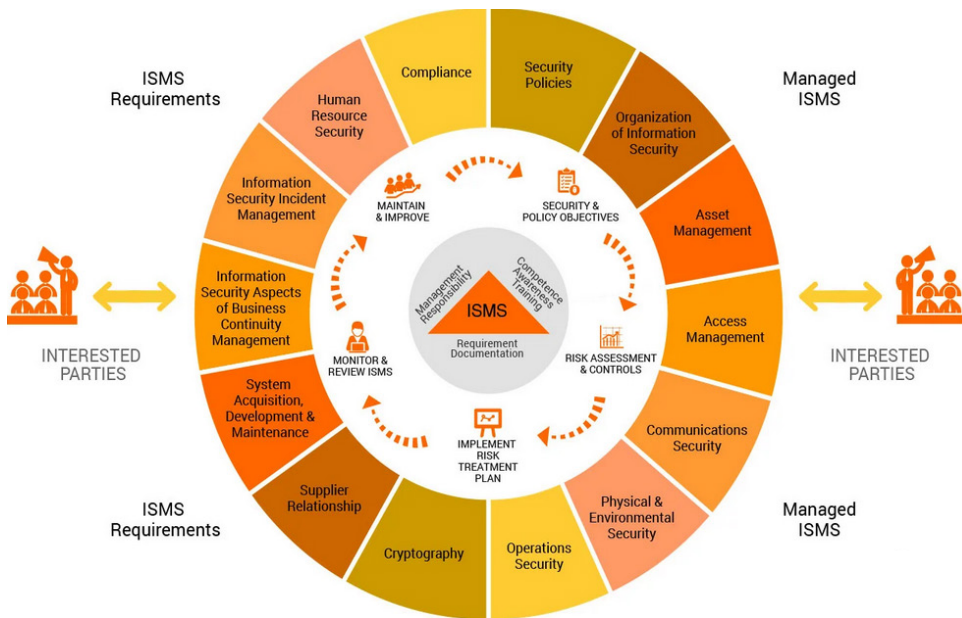 ISMS
Requirements
Managed
ISMS
Compliance
Security
Policies
Organization
of Information
Security
Asset
Management
Access
Management
Communications
Security
Physical &
Environmental
Security
Operations
Security
Cryptography
Supplier
Relationship
System
Acquisition,
Development &
Maintenance
Information
Security Aspects
of Business
Continuity
Management
Information
Security Incident
Management
Human
Resource
Security
MAINTAIN
& IMPROVE
SECURITY &
POLICY OBJECTIVES
RISK ASSESSMENT
& CONTROLS
IMPLEMENT
RISK
TREATMENT
PLAN
MONITOR &
REVIEW ISMS
Management
Responsibility
Competence
Awareness
Training
ISMS
Requirement
Documentation
INTERESTED
PARTIES
INTERESTED
PARTIES
ISMS
Requirements
Managed
ISMS